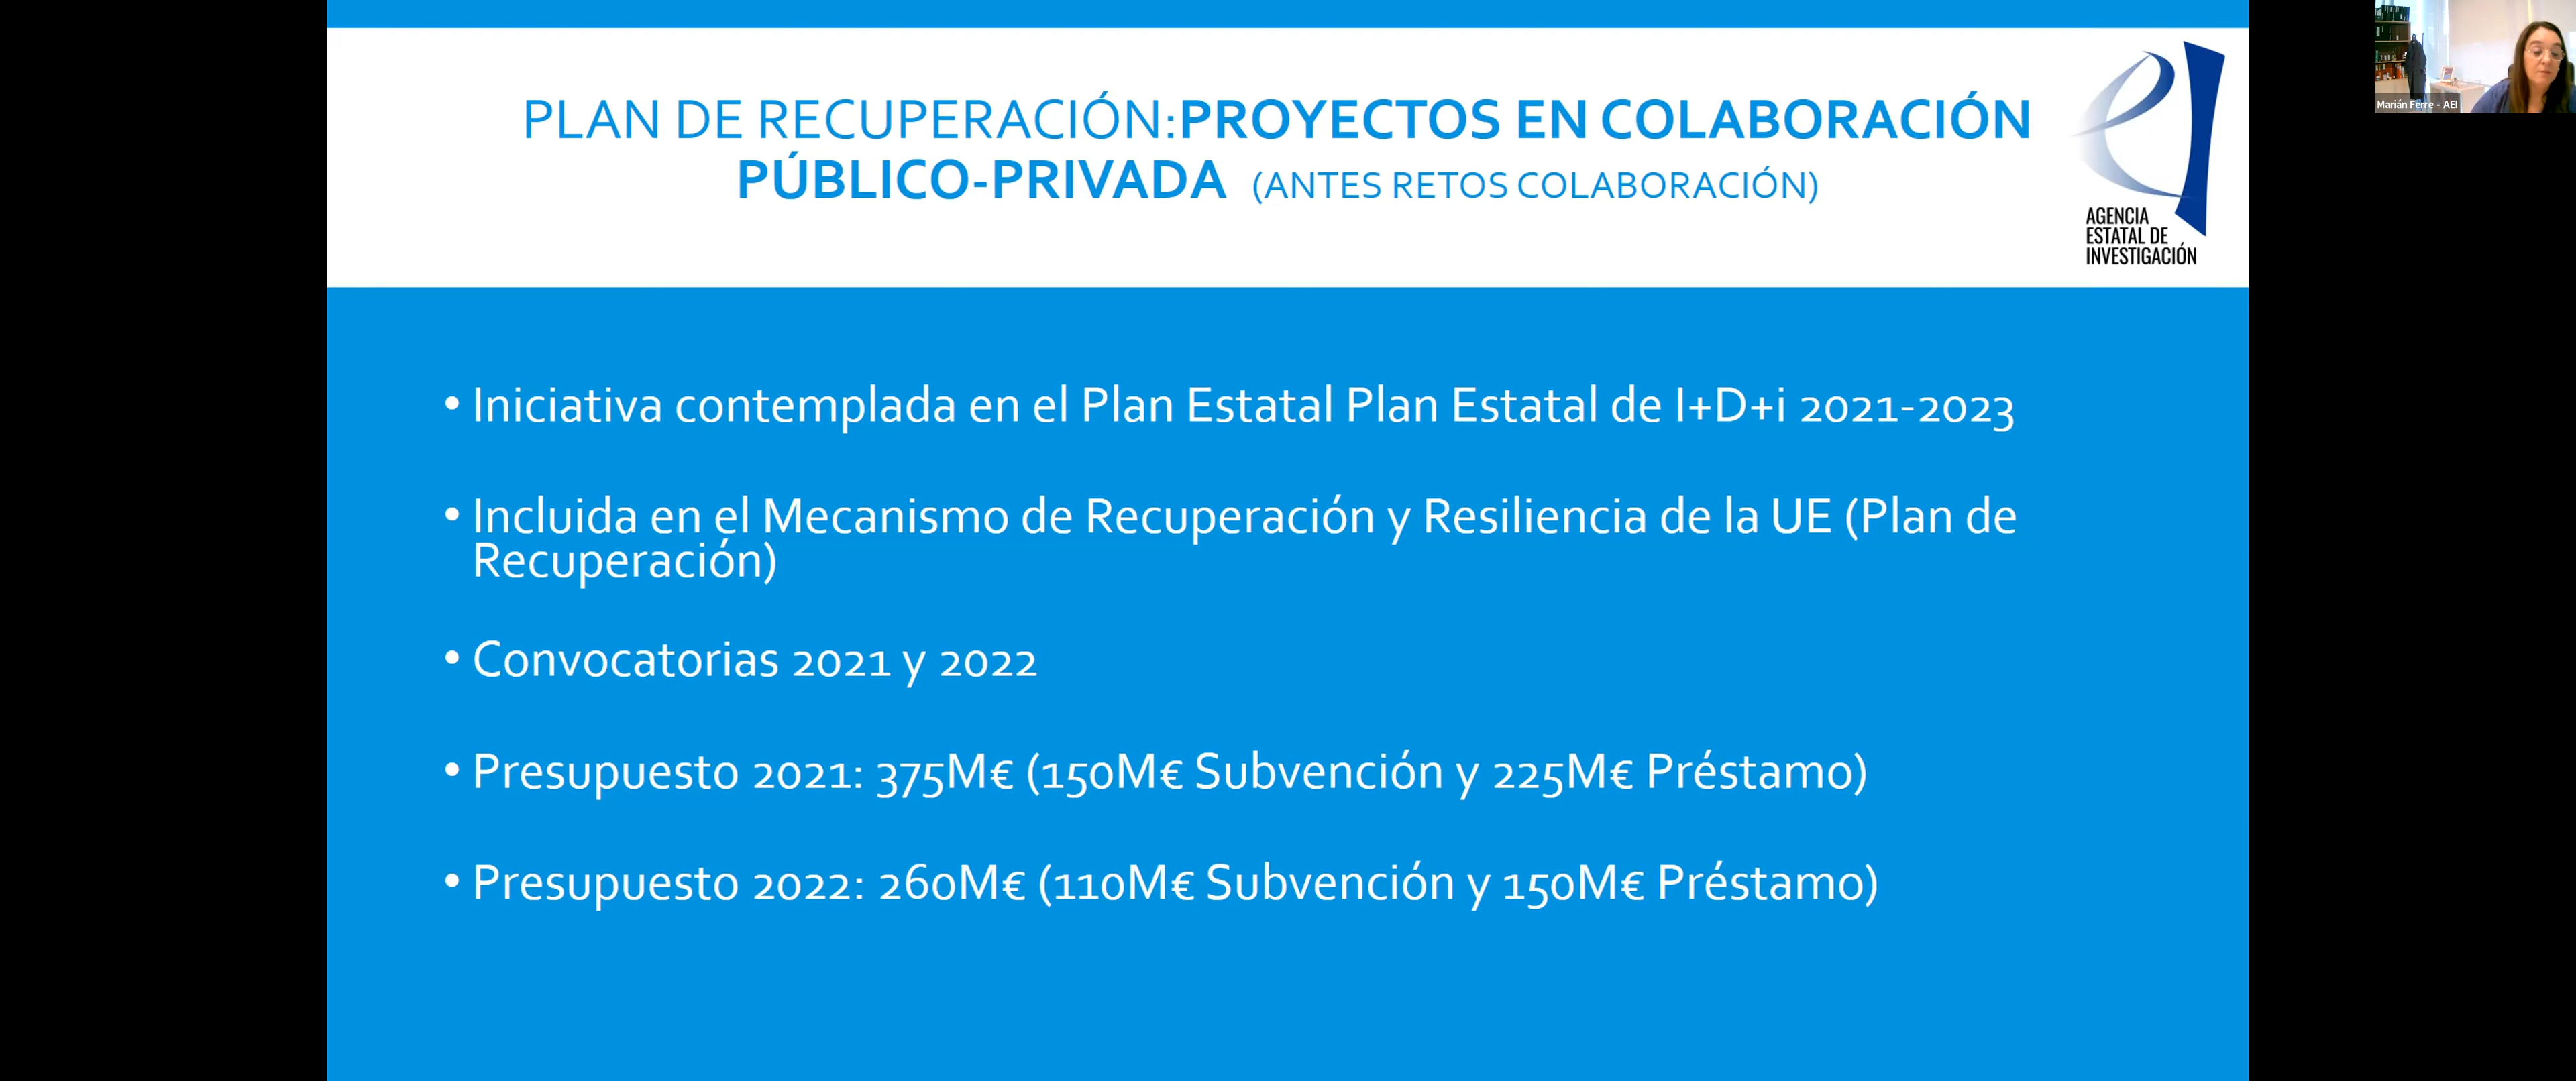 PLAN DE RECUPERACIÓN:PROYECTOS EN COLABORACIÓN
PÚBLICO-PRIVADA (ANTES RETOS COLABORACIÓN)
AGENCIA
ESTATAL DE
INVESTIGACIÓN
Marián Ferre - AEI
• Iniciativa contemplada en el Plan Estatal Plan Estatal de I+D+i 2021-2023
• Incluida en el Mecanismo de Recuperación y Resiliencia de la UE (Plan de
Recuperación)
• Convocatorias 2021 y 2022
• Presupuesto 2021: 375M€ (150M€ Subvención y 225M€ Préstamo)
• Presupuesto 2022: 260M€ (110M€ Subvención y 150M€ Préstamo)